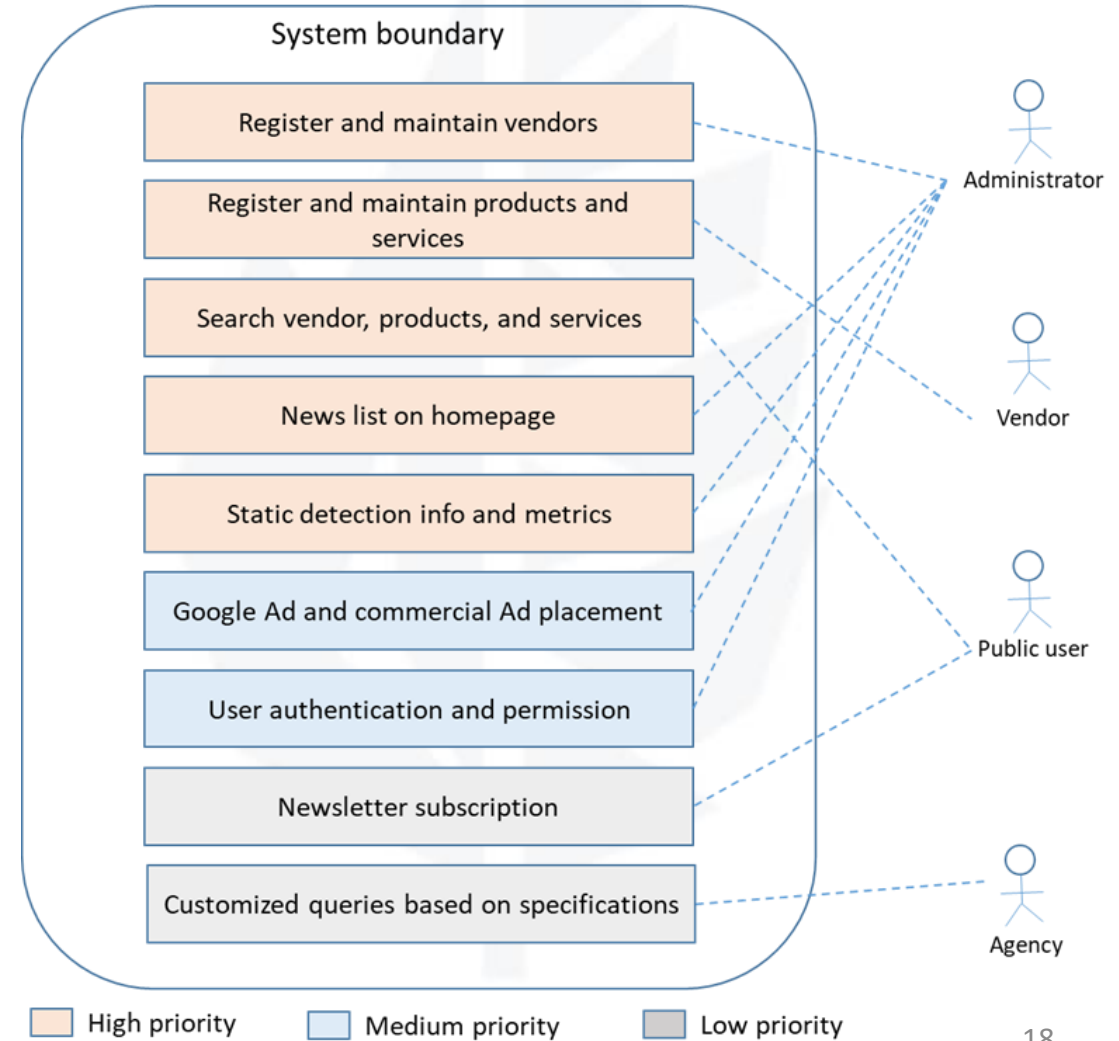 System boundary
Register and maintain vendors
Register and maintain products and
services
Search vendor, products, and services
News list on homepage
Static detection info and metrics
Google Ad and commercial Ad placement
User authentication and permission
Newsletter subscription
Customized queries based on specifications
Administrator
Vendor
Public user
Agency
High priority
Medium priority
Low priority
18